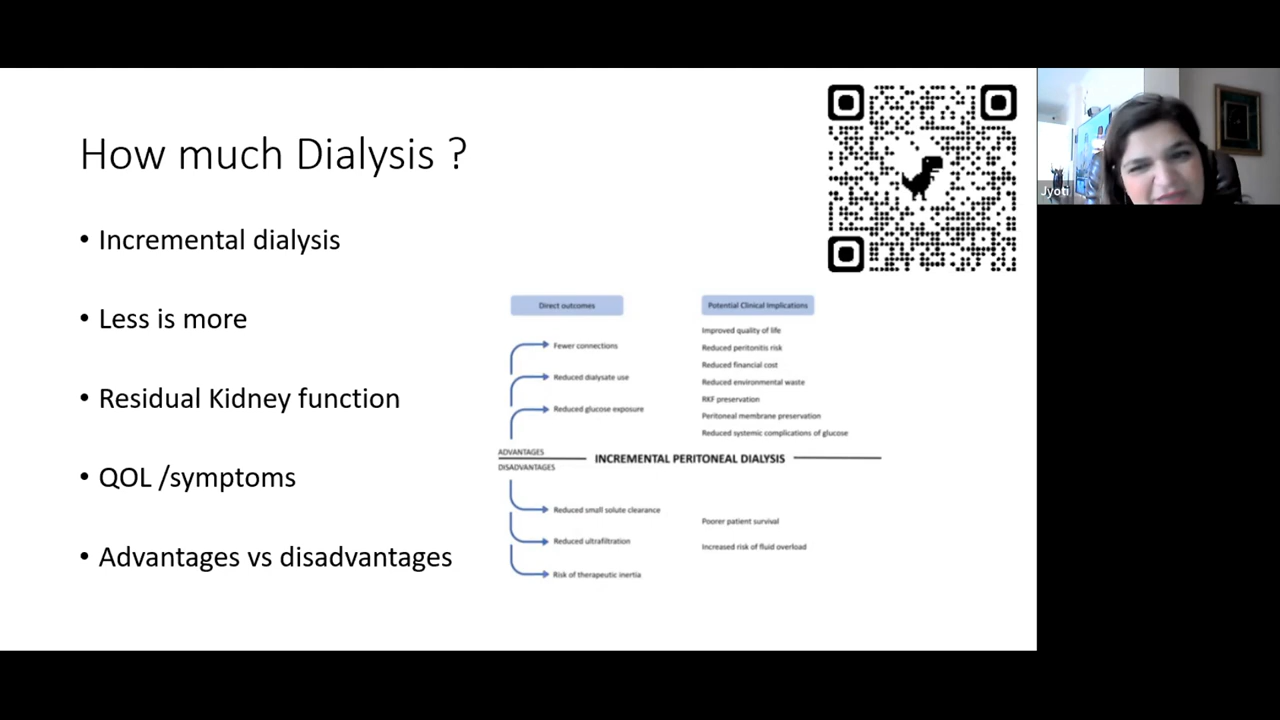 How much Dialysis ?
• Incremental dialysis
• Less is more
• Residual Kidney function
• QOL /symptoms
• Advantages vs disadvantages
Direct outcomes
Fewer connections
Reduced dialysate use
Reduced glucose exposure
Potential Clinical Implications
Improved quality of life
Reduced peritonitis risk
Reduced financial cost
Reduced environmental waste
RKF preservation
Peritoneal membrane preservation
Reduced systemic complications of glucose
ADVANTAGES
DISADVANTAGES
INCREMENTAL PERITONEAL DIALYSIS
Reduced small solute clearance
Reduced ultrafiltration
Risk of therapeutic inertia
Poorer patient survival
Increased risk of fluid overload
Jyoti